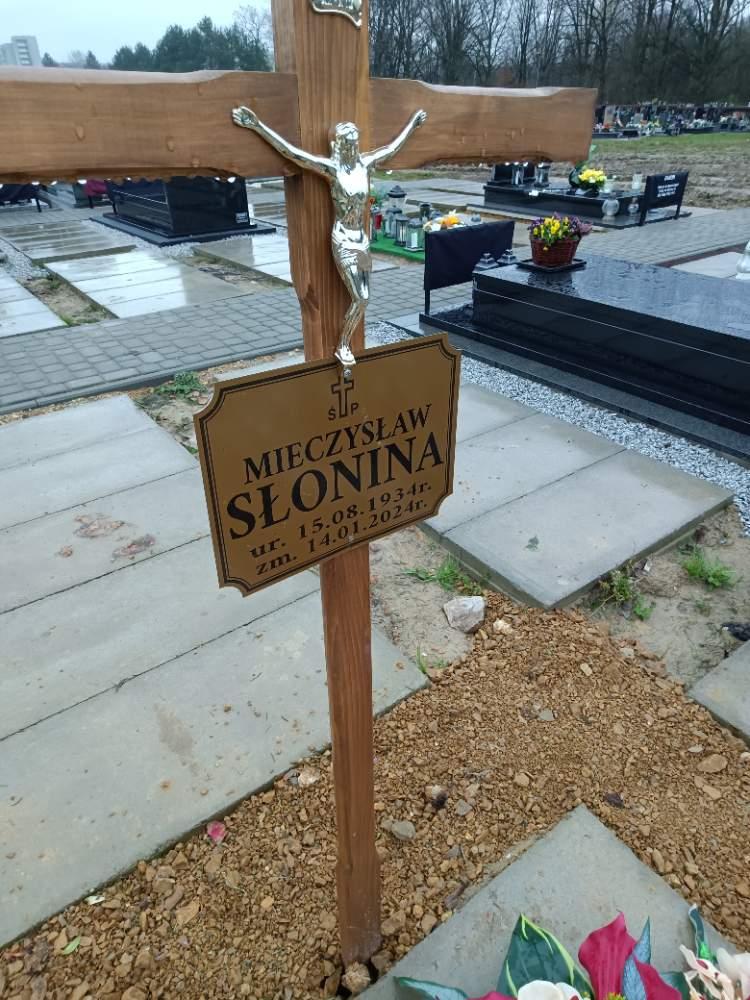 Ś P
MIECZYSŁAW
SŁONINA
ur. 15.08.1934r.
zm. 14.01.2024r.